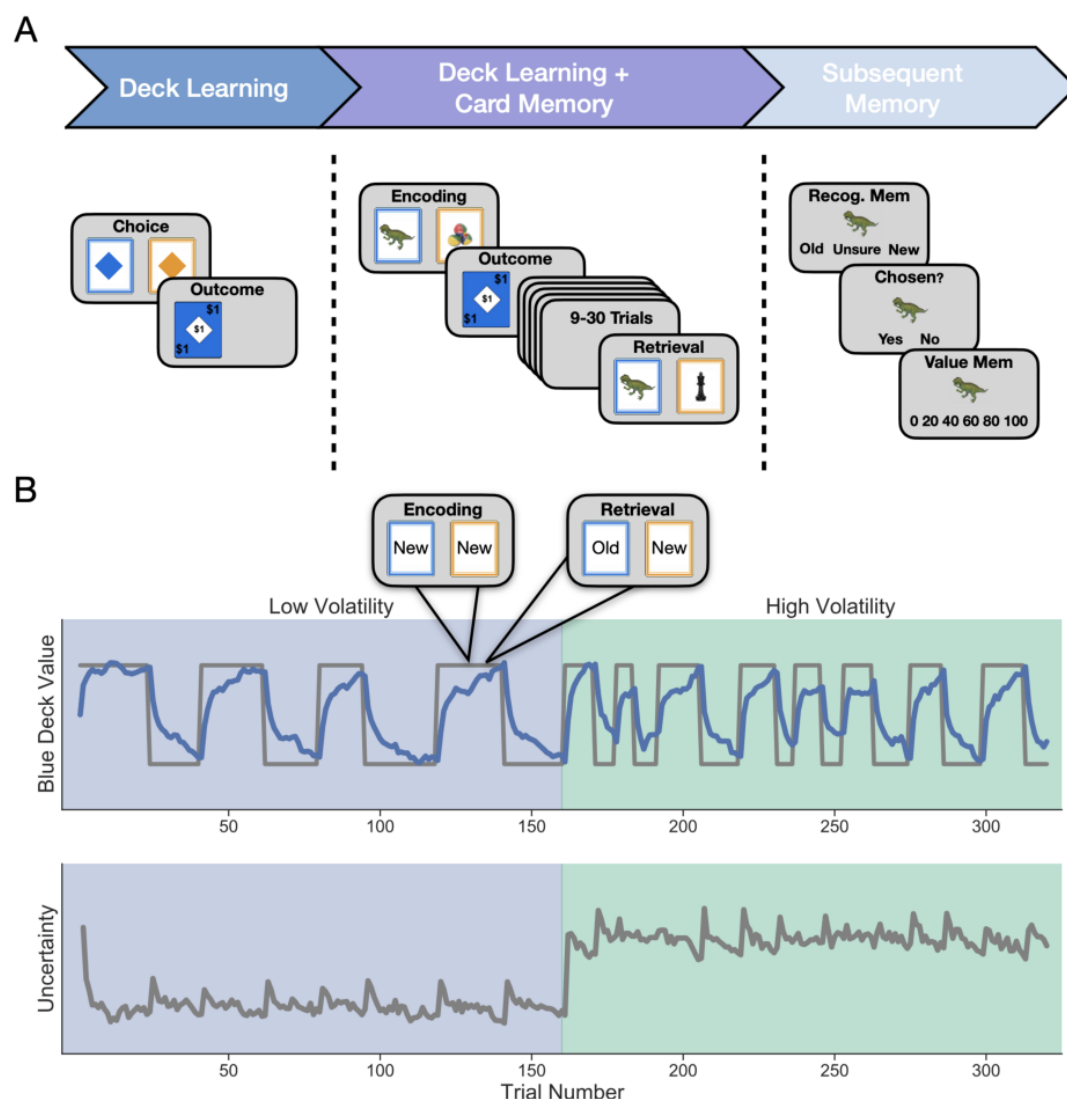 A
Deck Learning
Deck Learning +
Card Memory
Subsequent
Memory
Choice
Outcome
$1
$1
$1
Encoding
Outcome
$1
$1
$1
9-30 Trials
Retrieval
Recog. Mem
Old Unsure New
Chosen?
Yes No
Value Mem
0 20 40 60 80 100
B
Encoding
New New
Retrieval
Old New
Low Volatility
High Volatility
Blue Deck Value
50 100 150 200 250 300
Uncertainty
50 100 150 200 250 300
Trial Number